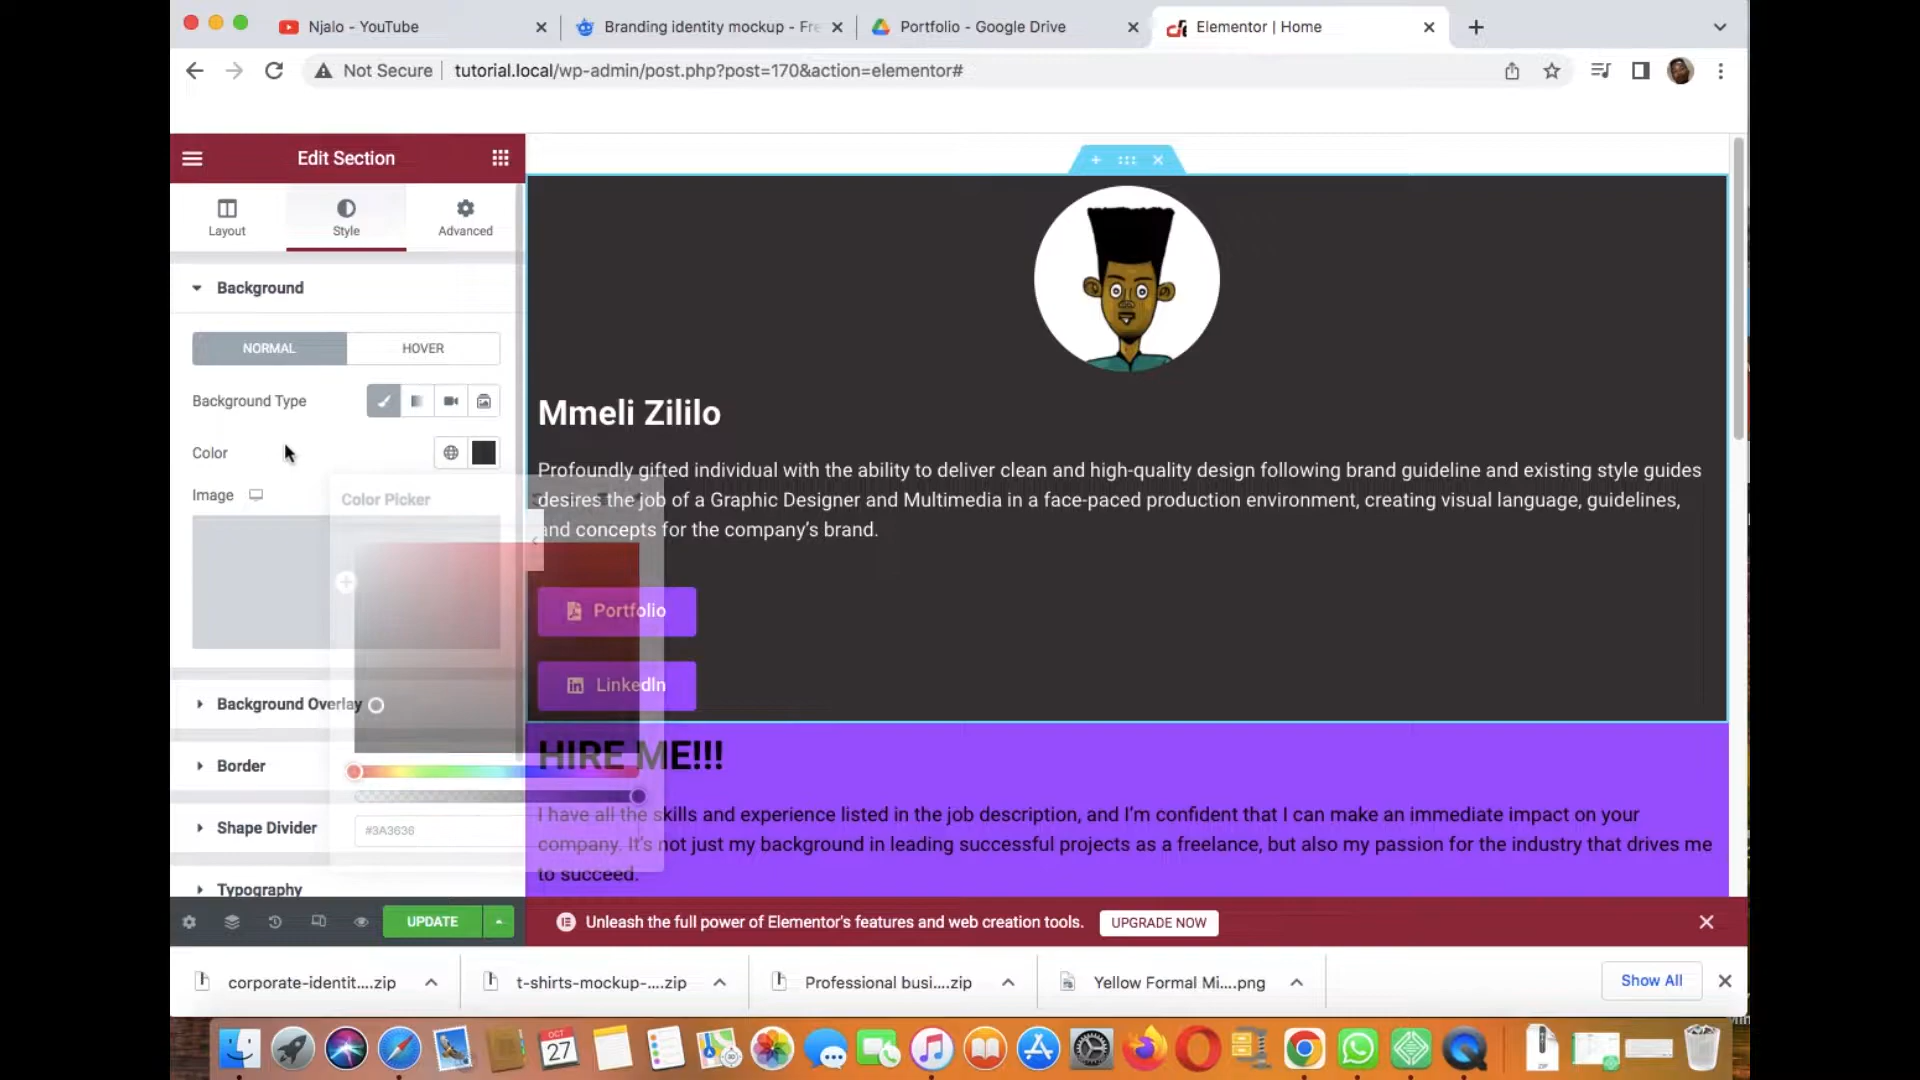 Njalo - YouTube
Branding identity mockup - Fre
Portfolio - Google Drive
Elementor | Home
Not Secure
tutorial.local/wp-admin/post.php?post=170&action=elementor#
Edit Section
Layout
Style
Advanced
Background
NORMAL
HOVER
Background Type
Color
Image
Color Picker
Background Overlay
Border
Shape Divider
#3A3636
Typography
UPDATE
Mmeli Zililo
Profoundly gifted individual with the ability to deliver clean and high-quality design following brand guideline and existing style guides
desires the job of a Graphic Designer and Multimedia in a face-paced production environment, creating visual language, guidelines,
and concepts for the company's brand.
Portfolio
LinkedIn
HIRE ME!!!
I have all the skills and experience listed in the job description, and I'm confident that I can make an immediate impact on your
company. It's not just my background in leading successful projects as a freelance, but also my passion for the industry that drives me
to succeed.
Unleash the full power of Elementor's features and web creation tools.
UPGRADE NOW
corporate-identit....zip
t-shirts-mockup-....zip
Professional busi....zip
Yellow Formal Mi....png
Show All
OCT
27